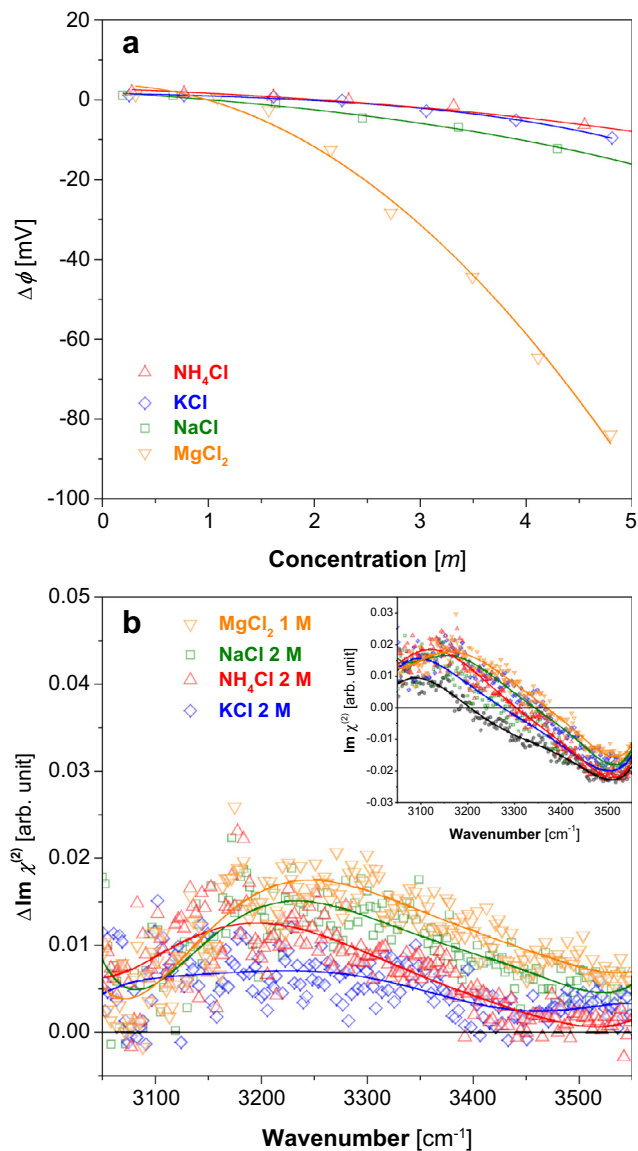 a
20
0
-20
-40
-60
-80
-100
Δϕ [mV]
NH₄Cl
KCl
NaCl
MgCl₂
0 1 2 3 4 5
Concentration [m]
b
0.05
0.04
0.03
0.02
0.01
0.00
ΔIm χ⁽²⁾ [arb. unit]
MgCl₂ 1 M
NaCl 2 M
NH₄Cl 2 M
KCl 2 M
0.03
0.02
0.01
0.00
-0.01
-0.02
-0.03
Im χ⁽²⁾ [arb. unit]
3100 3200 3300 3400 3500
Wavenumber [cm⁻¹]
3100 3200 3300 3400 3500
Wavenumber [cm⁻¹]